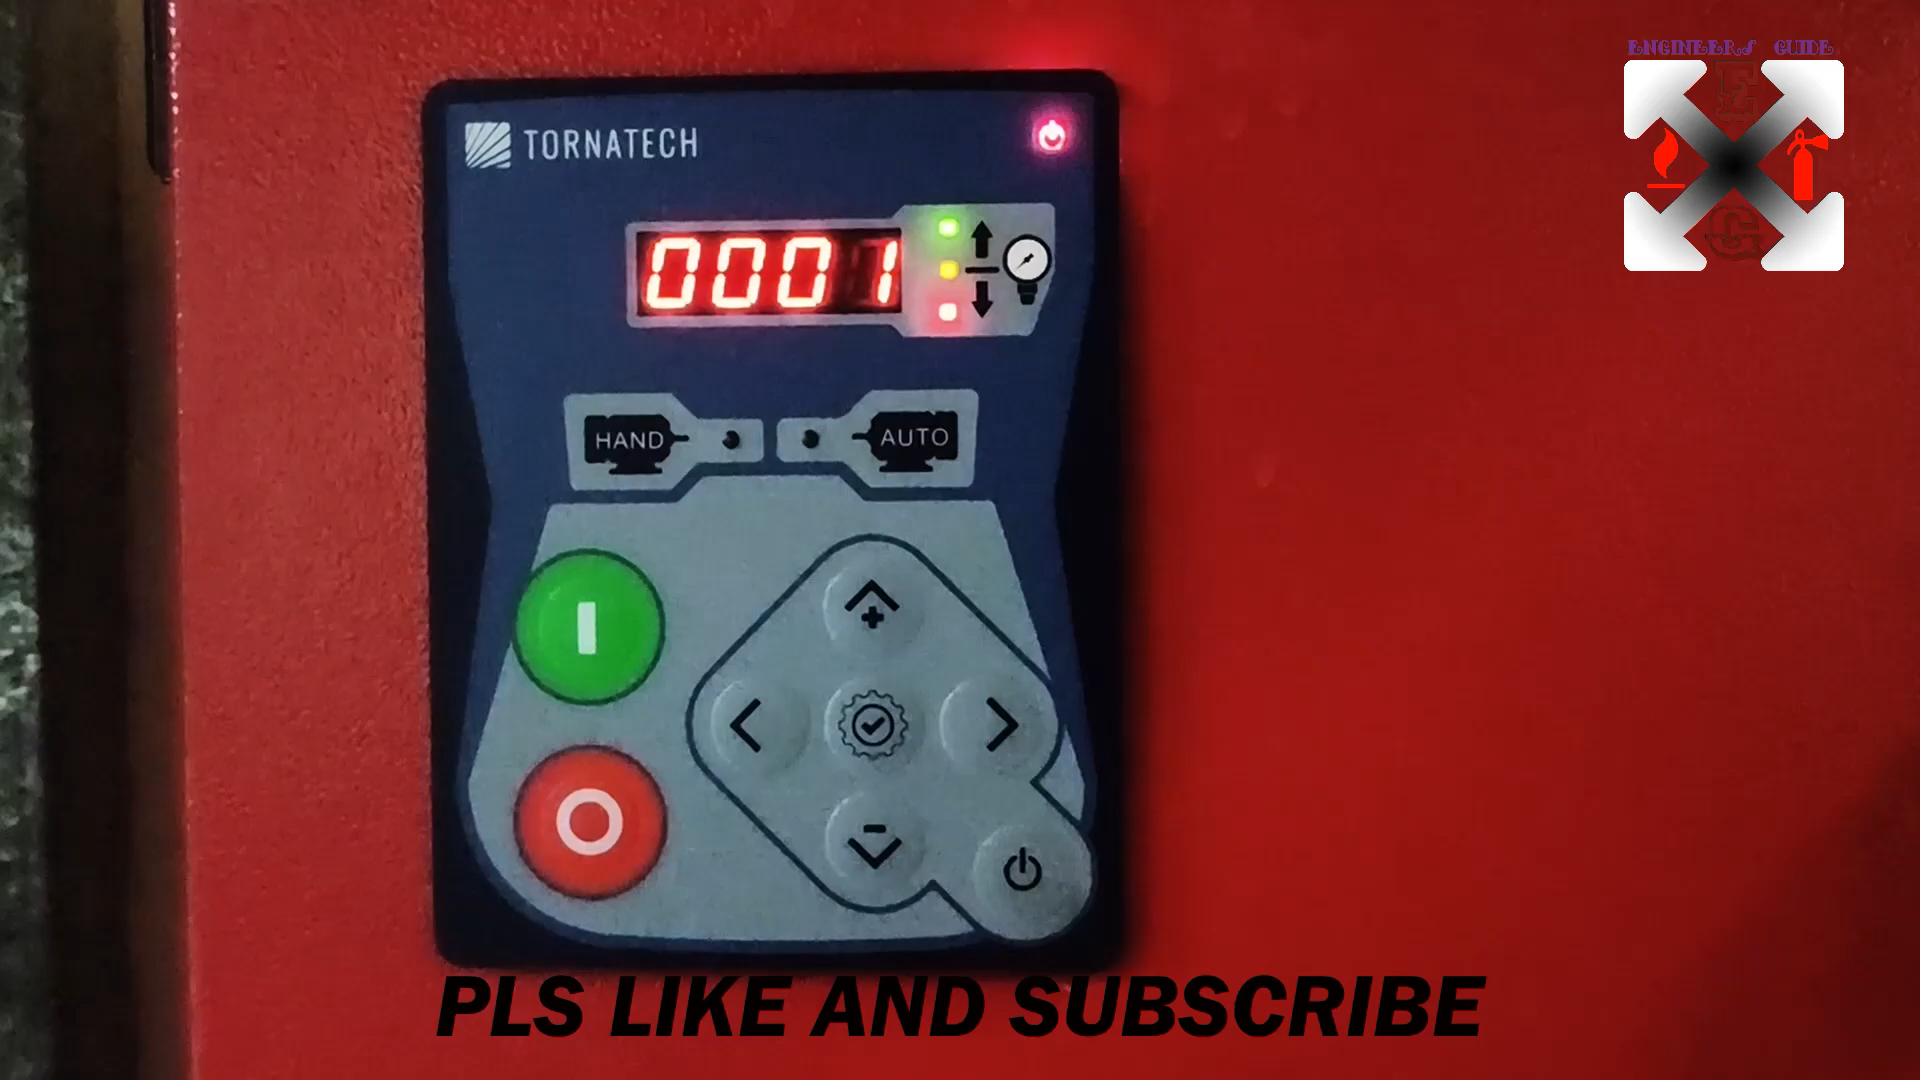 ENGINEERS GUIDE
E
G
TORNATECH
0001
HAND
AUTO
PLS LIKE AND SUBSCRIBE